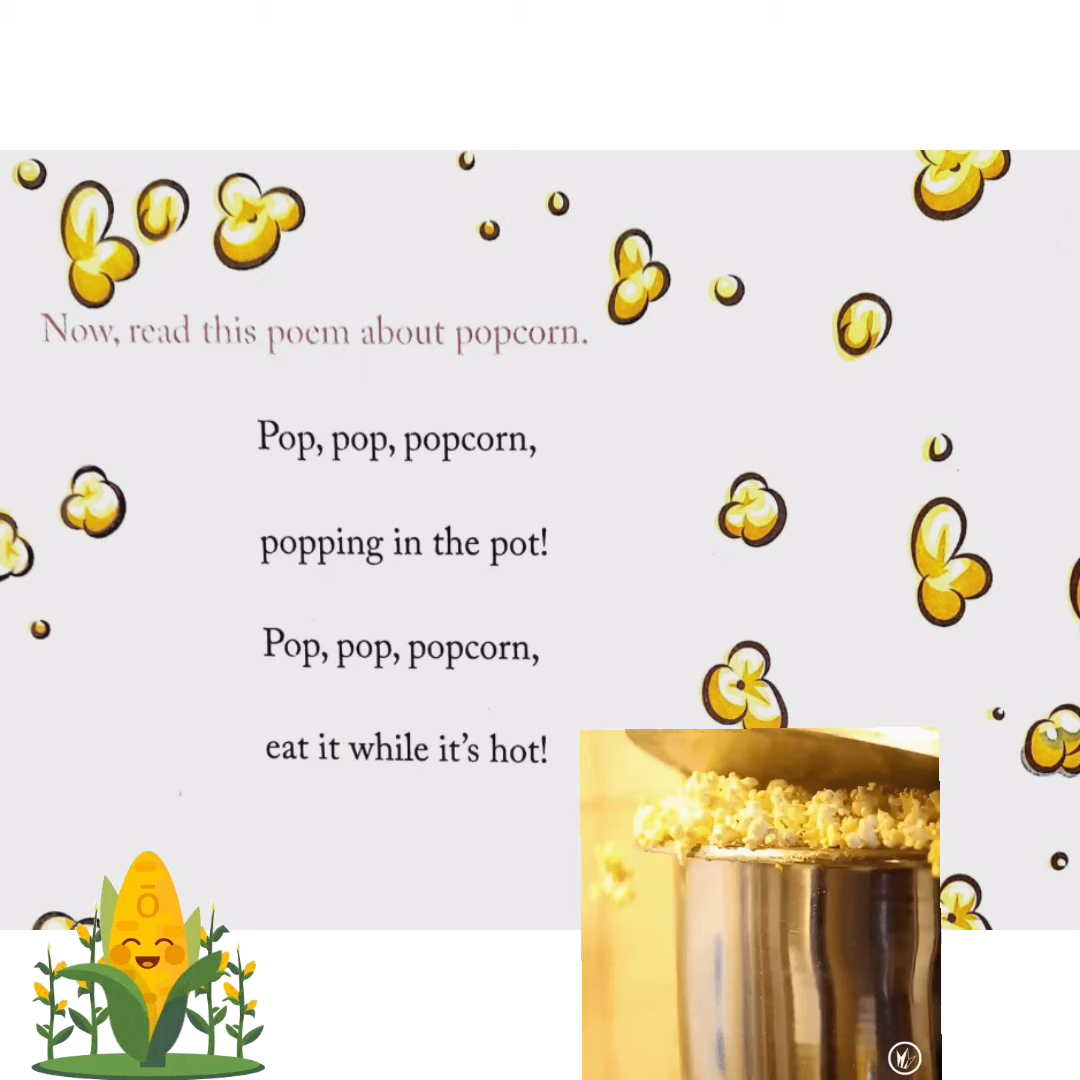 Now, read this poem about popcorn.
Pop, pop, popcorn,
popping in the pot!
Pop, pop, popcorn,
eat it while it's hot!
Ō